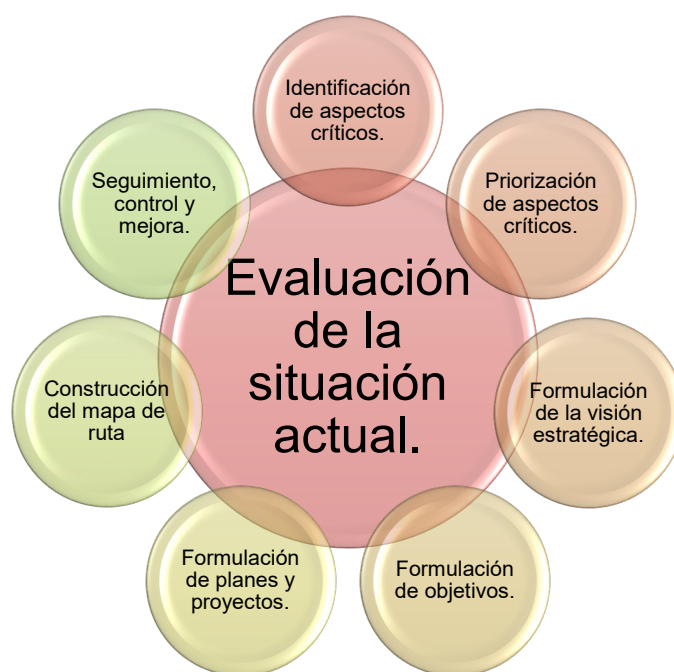 Identificación
de aspectos
críticos.
Priorización
de aspectos
críticos.
Formulación
de la visión
estratégica.
Formulación
de objetivos.
Formulación
de planes y
proyectos.
Construcción
del mapa de
ruta
Seguimiento,
control y
mejora.
Evaluación
de la
situación
actual.